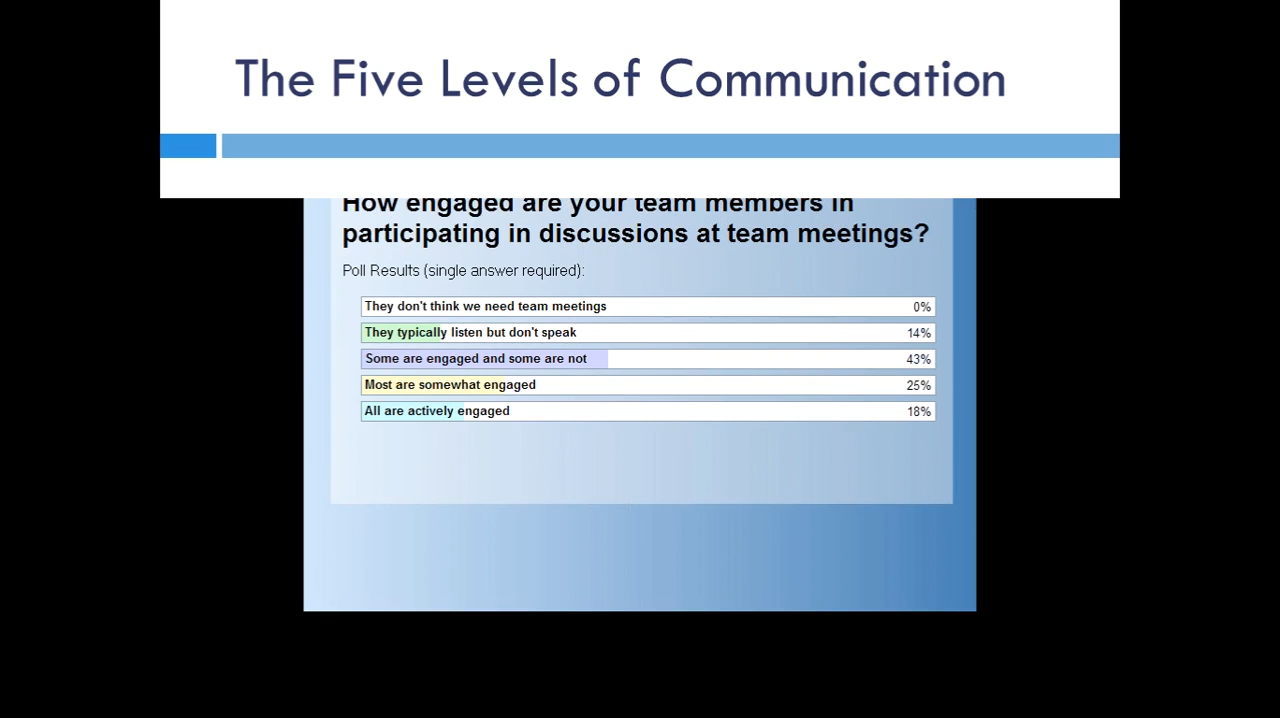 The Five Levels of Communication
How engaged are your team members in
participating in discussions at team meetings?
Poll Results (single answer required):
They don't think we need team meetings 0%
They typically listen but don't speak 14%
Some are engaged and some are not 43%
Most are somewhat engaged 25%
All are actively engaged 18%